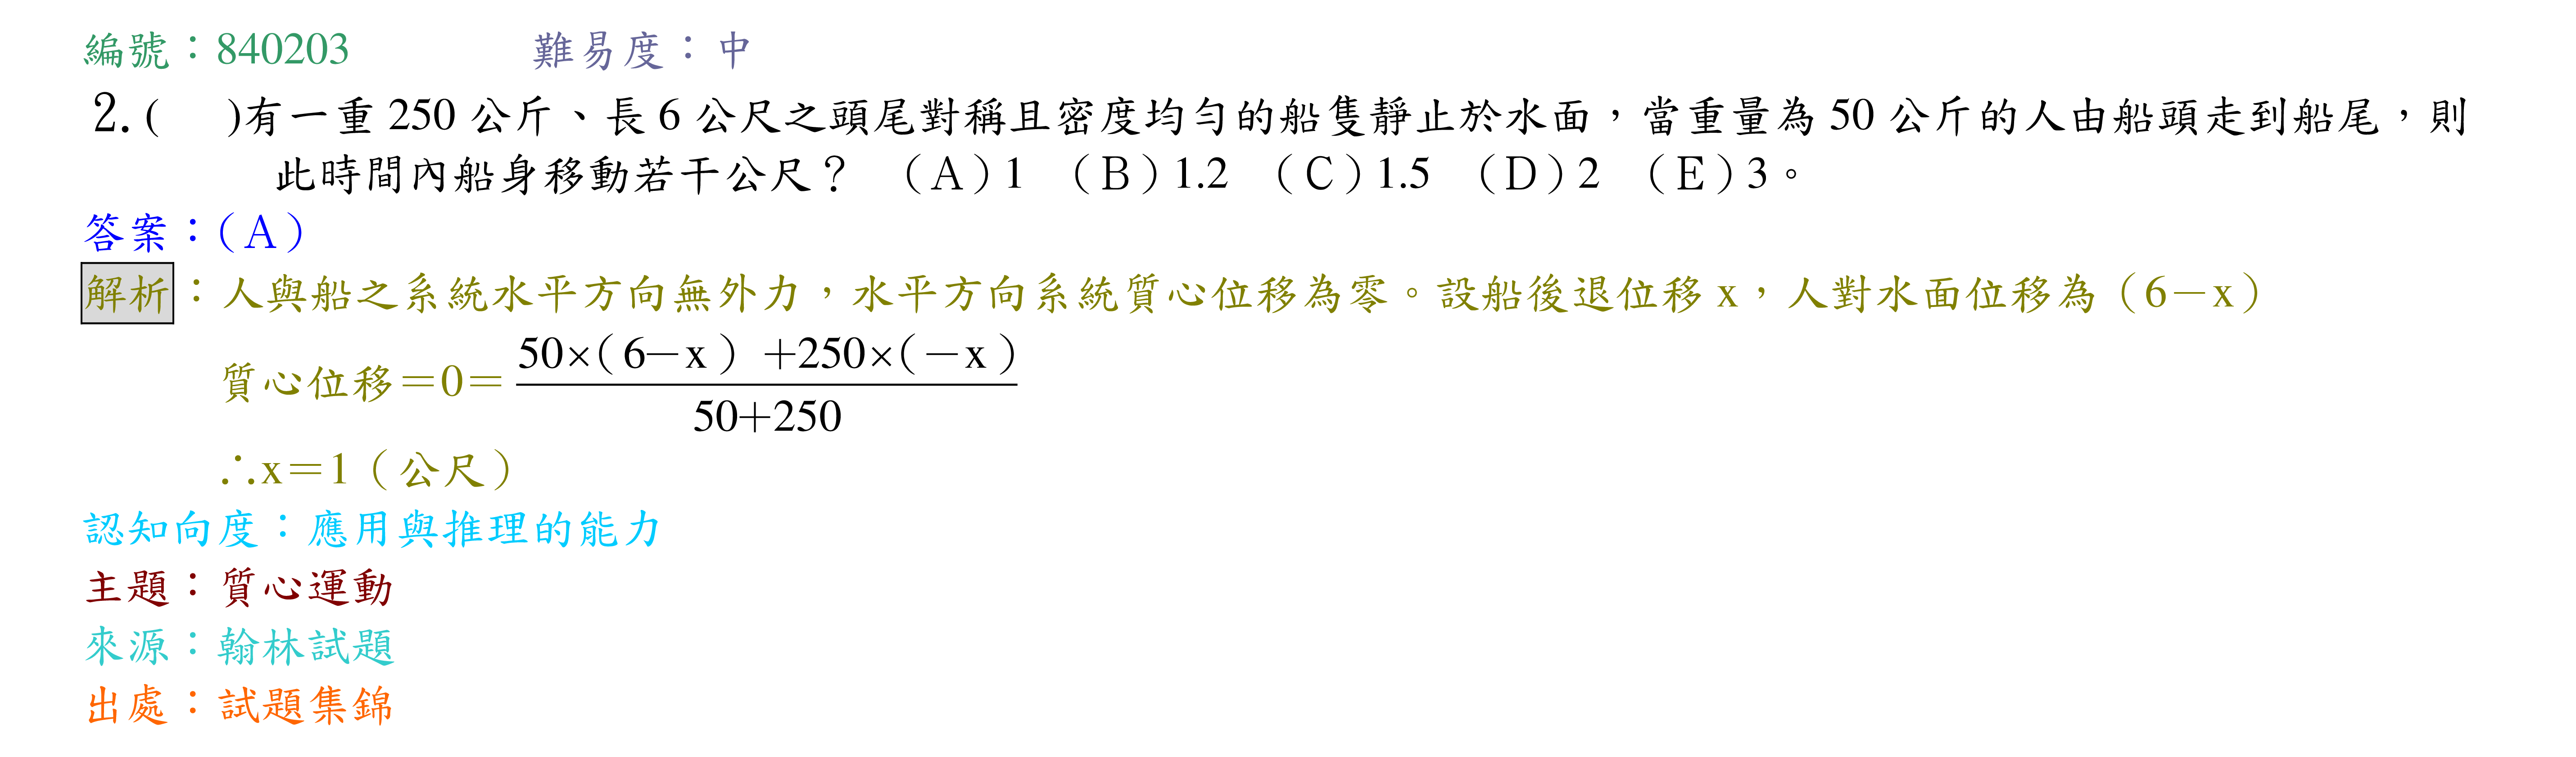 編號：840203 難易度：中
2.( )有一重 250 公斤、長 6 公尺之頭尾對稱且密度均勻的船隻靜止於水面，當重量為 50 公斤的人由船頭走到船尾，則
此時間內船身移動若干公尺？ （Ａ）1 （Ｂ）1.2 （Ｃ）1.5 （Ｄ）2 （Ｅ）3。
答案：（Ａ）
解析：人與船之系統水平方向無外力，水平方向系統質心位移為零。設船後退位移 x，人對水面位移為（6－x）
質心位移＝0＝
50×（6－x）＋250×（－x）
50＋250
∴x＝1（公尺）
認知向度：應用與推理的能力
主題：質心運動
來源：翰林試題
出處：試題集錦